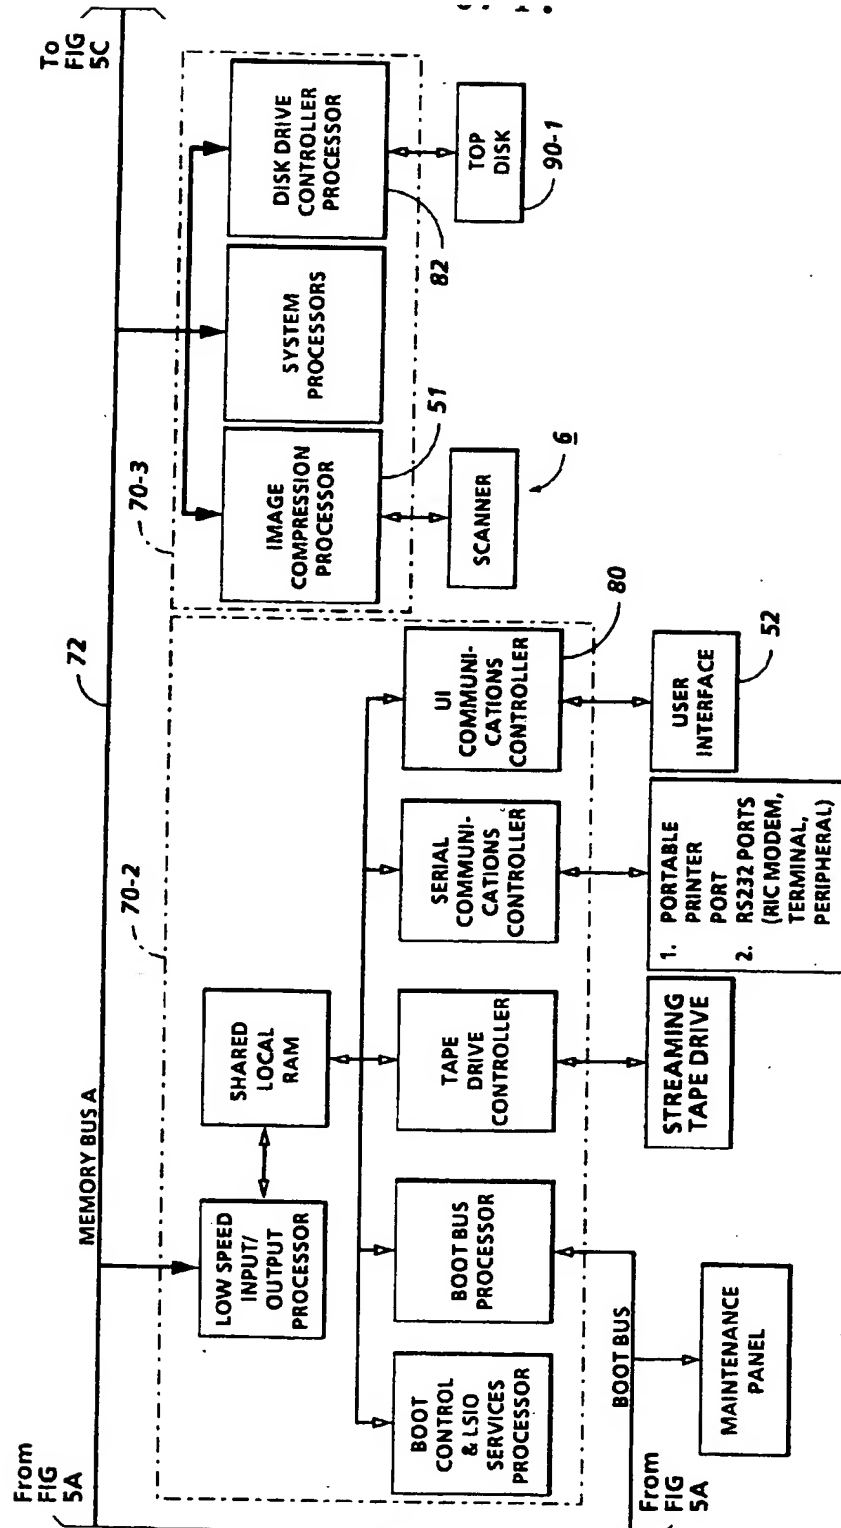 From
FIG
5A
MEMORY BUS A
72
To
FIG
5C
70-2
70-3
LOW SPEED
INPUT/
OUTPUT
PROCESSOR
SHARED
LOCAL
RAM
IMAGE
COMPRESSION
PROCESSOR
SYSTEM
PROCESSORS
DISK DRIVE
CONTROLLER
PROCESSOR
51
82
BOOT
CONTROL
& LSIO
SERVICES
PROCESSOR
BOOT BUS
PROCESSOR
TAPE
DRIVE
CONTROLLER
SERIAL
COMMUNI-
CATIONS
CONTROLLER
UI
COMMUNI-
CATIONS
CONTROLLER
80
SCANNER
6
TOP
DISK
90-1
BOOT BUS
From
FIG
5A
MAINTENANCE
PANEL
STREAMING
TAPE DRIVE
1. PORTABLE
PRINTER
PORT
2. RS232 PORTS
(RIC MODEM,
TERMINAL,
PERIPHERAL)
USER
INTERFACE
52